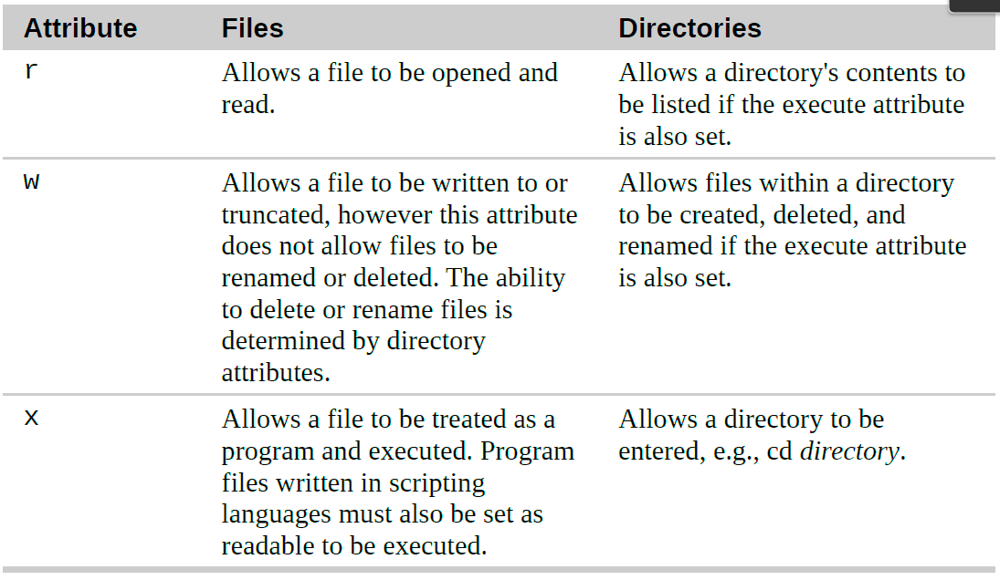 Attribute Files Directories
r Allows a file to be opened and Allows a directory's contents to
read. be listed if the execute attribute
is also set.
w Allows a file to be written to or Allows files within a directory
truncated, however this attribute to be created, deleted, and
does not allow files to be renamed if the execute attribute
renamed or deleted. The ability is also set.
to delete or rename files is
determined by directory
attributes.
x Allows a file to be treated as a Allows a directory to be
program and executed. Program entered, e.g., cd directory.
files written in scripting
languages must also be set as
readable to be executed.